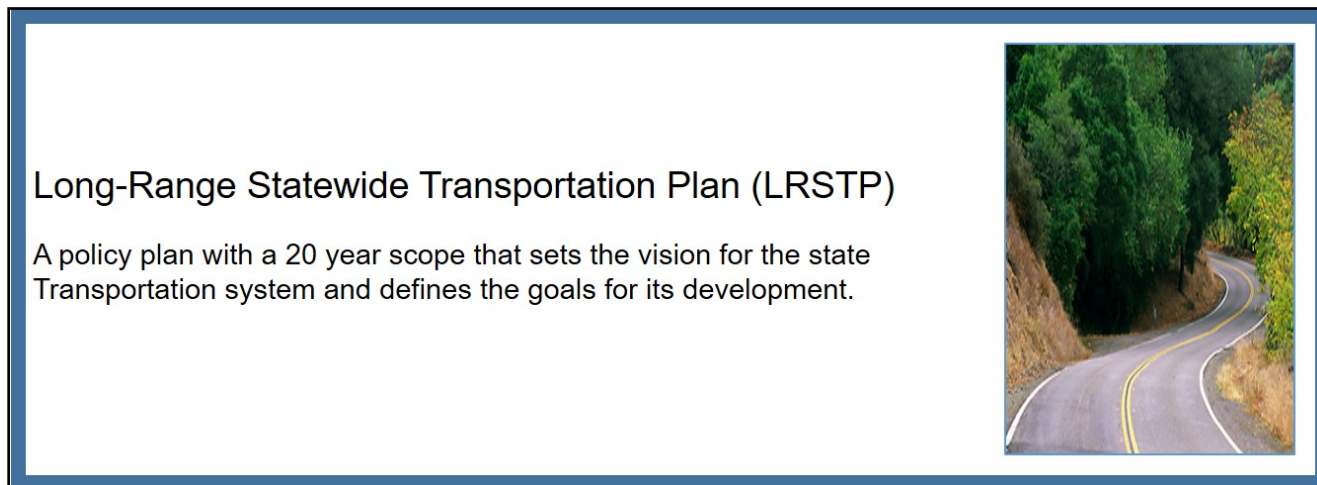 Long-Range Statewide Transportation Plan (LRSTP)
A policy plan with a 20 year scope that sets the vision for the state
Transportation system and defines the goals for its development.